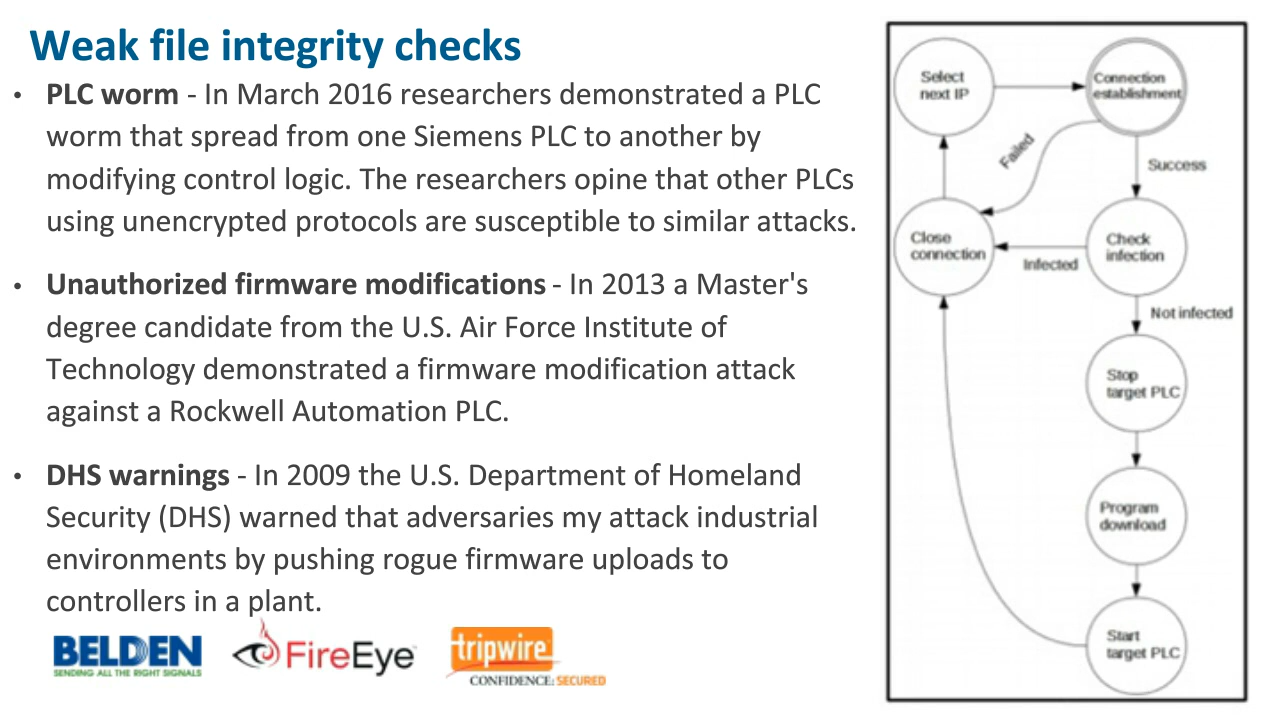 Weak file integrity checks
• PLC worm - In March 2016 researchers demonstrated a PLC
worm that spread from one Siemens PLC to another by
modifying control logic. The researchers opine that other PLCs
using unencrypted protocols are susceptible to similar attacks.
• Unauthorized firmware modifications - In 2013 a Master's
degree candidate from the U.S. Air Force Institute of
Technology demonstrated a firmware modification attack
against a Rockwell Automation PLC.
• DHS warnings - In 2009 the U.S. Department of Homeland
Security (DHS) warned that adversaries my attack industrial
environments by pushing rogue firmware uploads to
controllers in a plant.
BELDEN
SENDING ALL THE RIGHT SIGNALS
FireEye
tripwire
CONFIDENCE: SECURED
Select
next IP
Connection
establishment
Failed
Success
Close
connection
Infected
Check
infection
Not infected
Stop
target PLC
Program
download
Start
target PLC